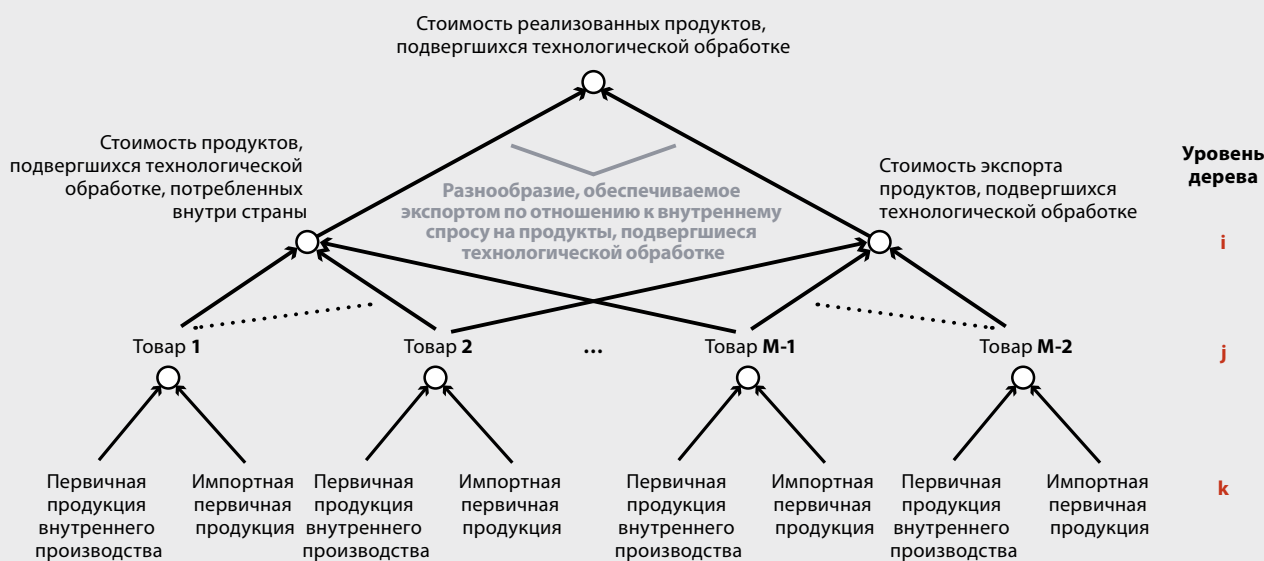 Стоимость реализованных продуктов,
подвергшихся технологической обработке
Стоимость продуктов,
подвергшихся технологической
обработке, потребленных
внутри страны
Разнообразие, обеспечиваемое
экспортом по отношению к внутреннему
спросу на продукты, подвергшиеся
технологической обработке
Стоимость экспорта
продуктов, подвергшихся
технологической обработке
Уровень
дерева
i
Товар 1
Товар 2
...
Товар М-1
Товар М-2
j
Первичная
продукция
внутреннего
производства
Импортная
первичная
продукция
Первичная
продукция
внутреннего
производства
Импортная
первичная
продукция
Первичная
продукция
внутреннего
производства
Импортная
первичная
продукция
Первичная
продукция
внутреннего
производства
Импортная
первичная
продукция
k